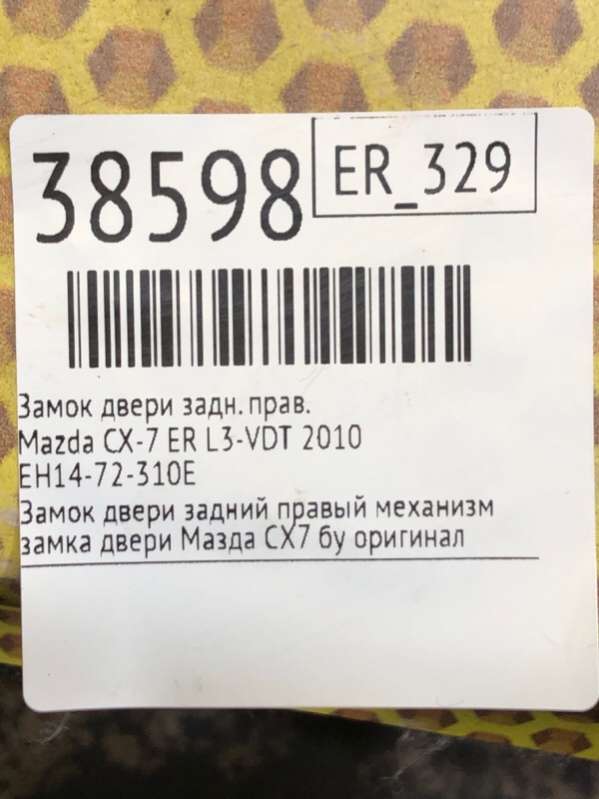 38598
ER_329
Замок двери задн. прав.
Mazda CX-7 ER L3-VDT 2010
EH14-72-310E
Замок двери задний правый механизм
замка двери Мазда СХ7 бу оригинал